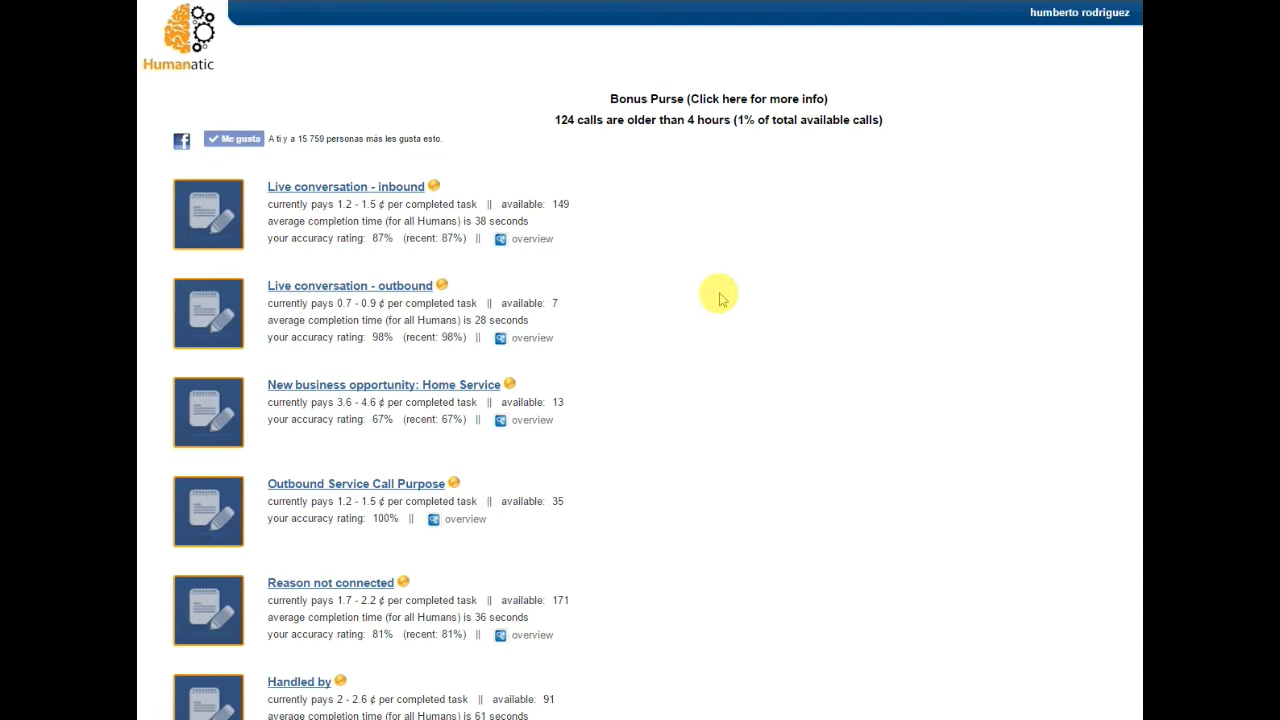 humberto rodriguez
Humanatic
Bonus Purse (Click here for more info)
124 calls are older than 4 hours (1% of total available calls)
Me gusta A ti y a 15.759 personas más les gusta esto.
Live conversation - inbound
currently pays 1.2 - 1.5 ¢ per completed task || available: 149
average completion time (for all Humans) is 38 seconds
your accuracy rating: 87% (recent: 87%) || overview
Live conversation - outbound
currently pays 0.7 - 0.9 ¢ per completed task || available: 7
average completion time (for all Humans) is 28 seconds
your accuracy rating: 98% (recent: 98%) || overview
New business opportunity: Home Service
currently pays 3.6 - 4.6 ¢ per completed task || available: 13
your accuracy rating: 67% (recent: 67%) || overview
Outbound Service Call Purpose
currently pays 1.2 - 1.5 ¢ per completed task || available: 35
your accuracy rating: 100% || overview
Reason not connected
currently pays 1.7 - 2.2 ¢ per completed task || available: 171
average completion time (for all Humans) is 36 seconds
your accuracy rating: 81% (recent: 81%) || overview
Handled by
currently pays 2 - 2.6 ¢ per completed task || available: 91
average completion time (for all Humans) is 61 seconds